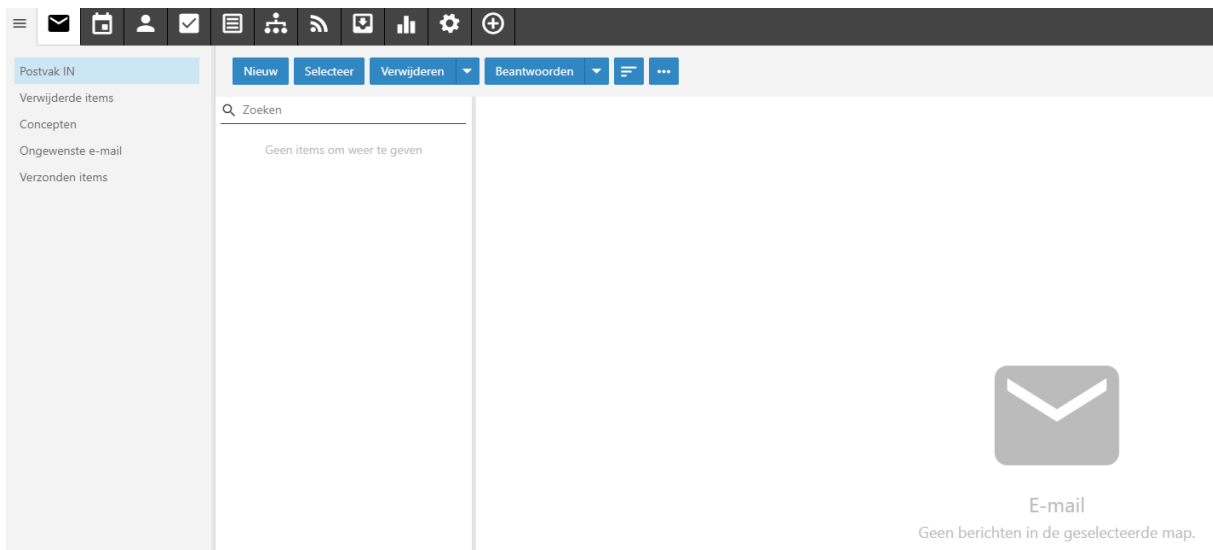 Postvak IN
Verwijderde items
Concepten
Ongewenste e-mail
Verzonden items
Nieuw
Selecteer
Verwijderen
Beantwoorden
Zoeken
Geen items om weer te geven
E-mail
Geen berichten in de geselecteerde map.